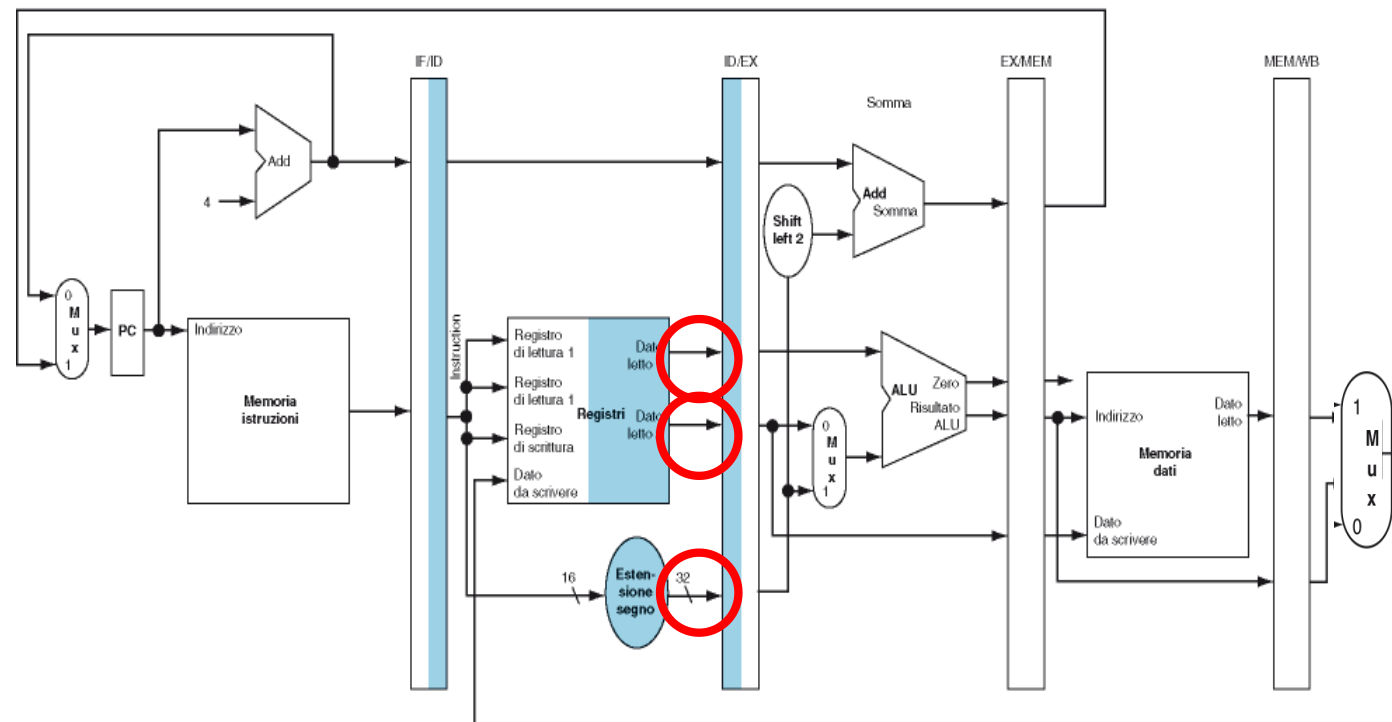 IF/ID
ID/EX
EX/MEM
MEM/WB
Somma
Add
4
Add
Somma
Shift
left 2
0
M
u
x
1
PC
Indirizzo
Memoria
istruzioni
Instruction
Registro
di lettura 1
Registro
di lettura 1
Registro
di scrittura
Dato
da scrivere
Registri
Dato
letto
Dato
letto
0
M
u
x
1
ALU
Zero
Risultato
ALU
Indirizzo
Dato
letto
Memoria
dati
Dato
da scrivere
1
M
u
x
0
16
Esten-
sione
segno
32